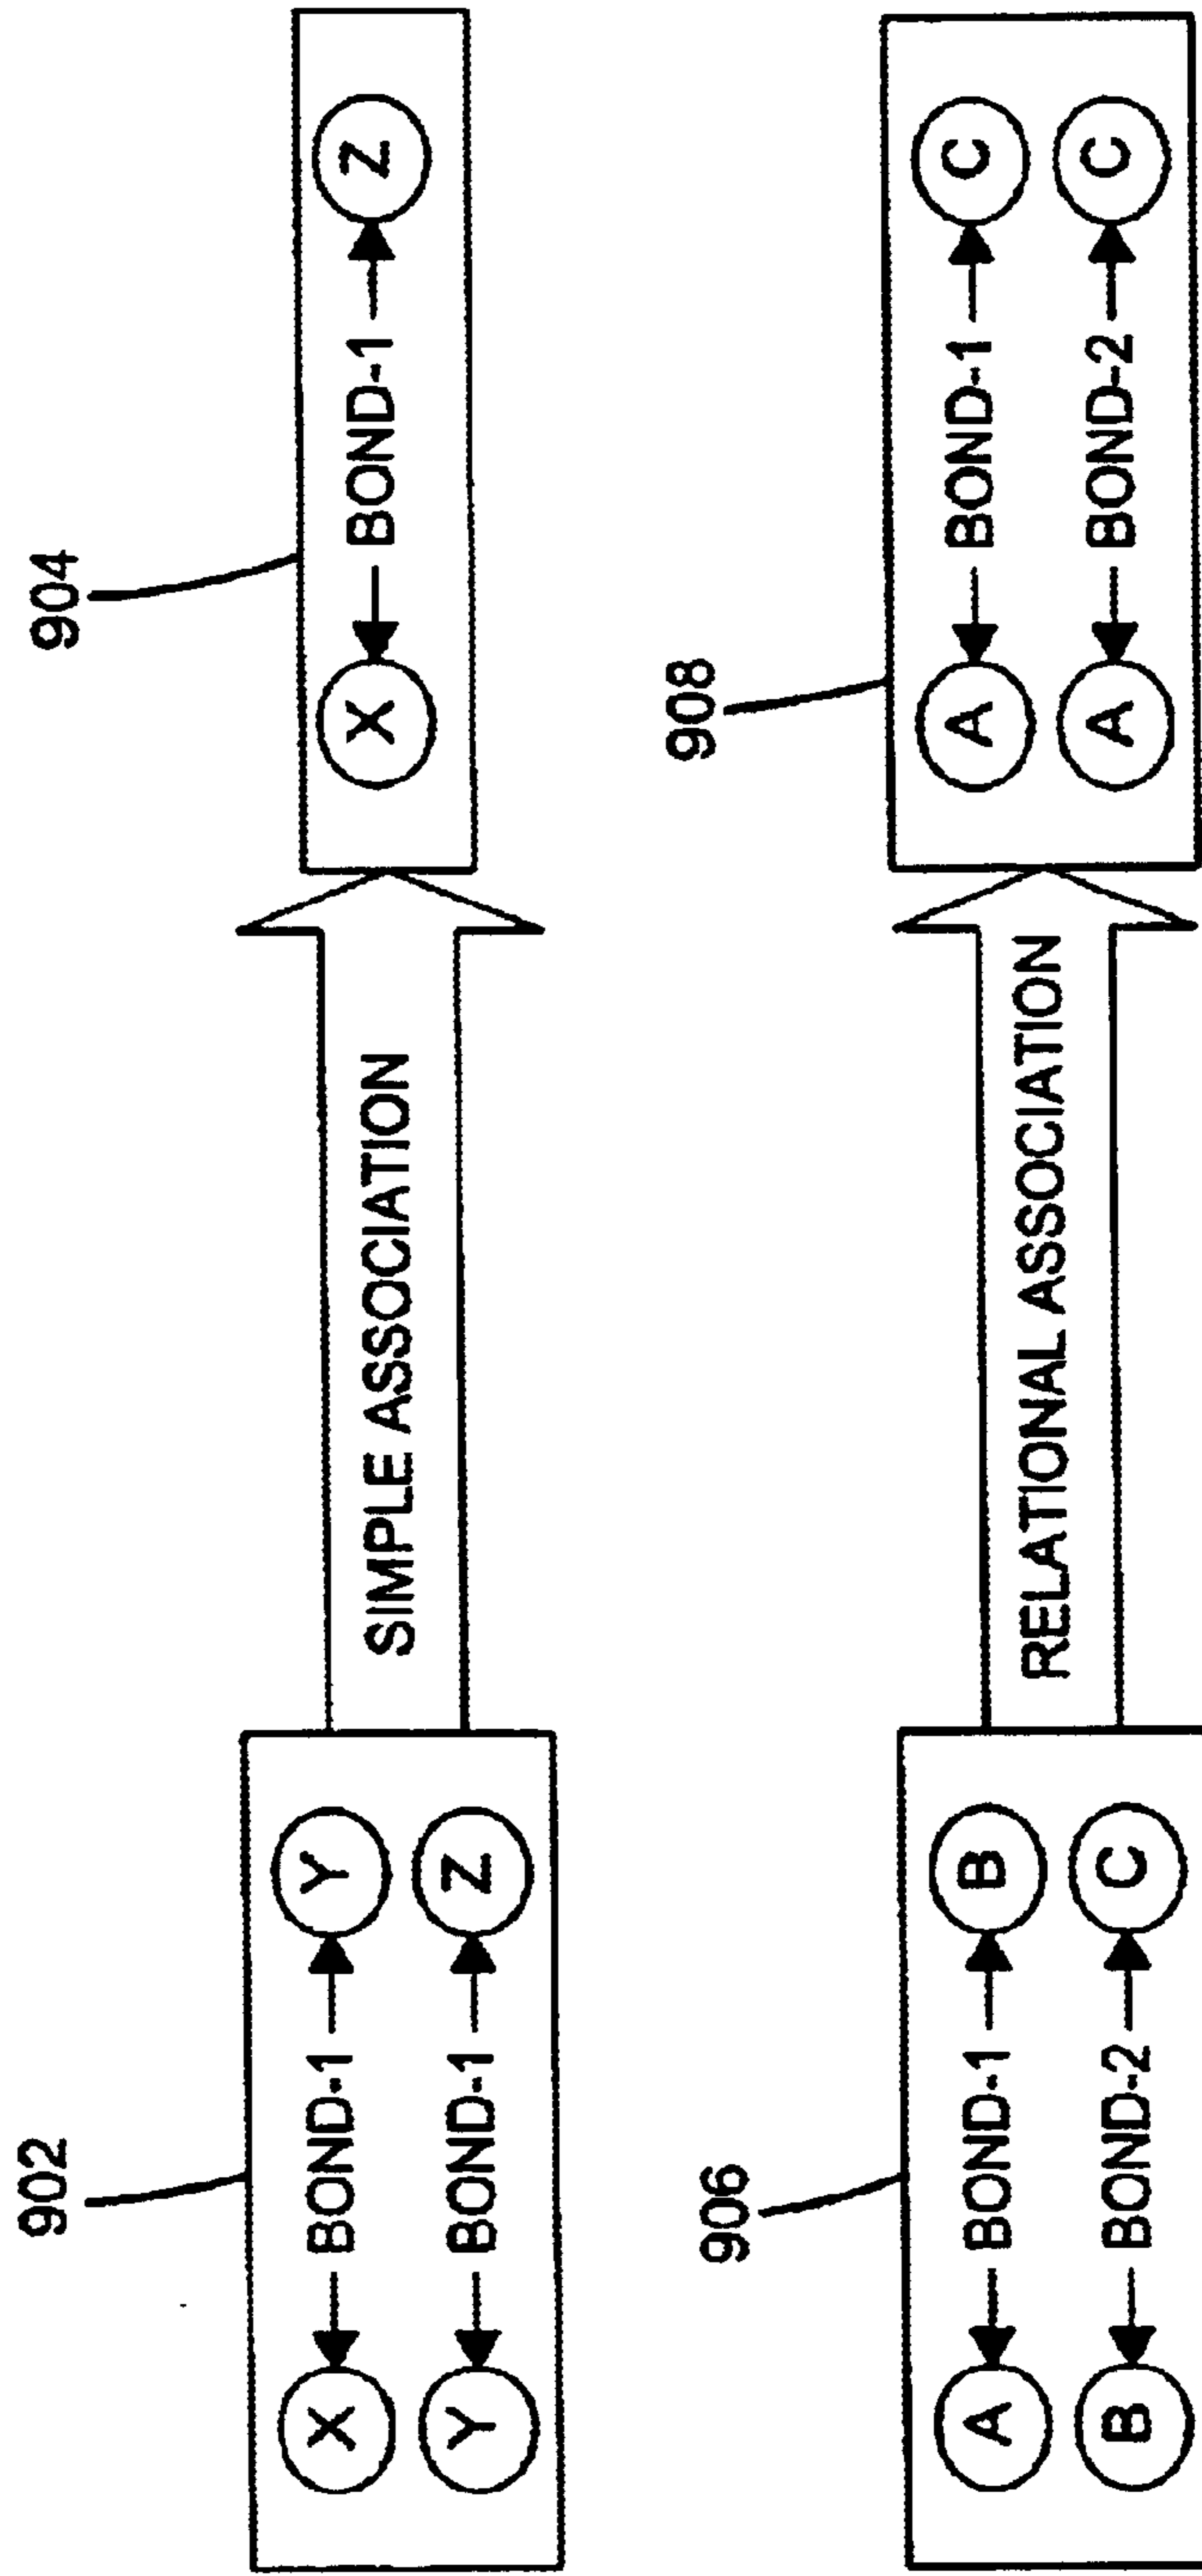 902
X BOND-1 Y
Y BOND-1 Z
SIMPLE ASSOCIATION
904
X BOND-1 Z
906
A BOND-1 B
B BOND-2 C
RELATIONAL ASSOCIATION
908
A BOND-1 C
A BOND-2 C